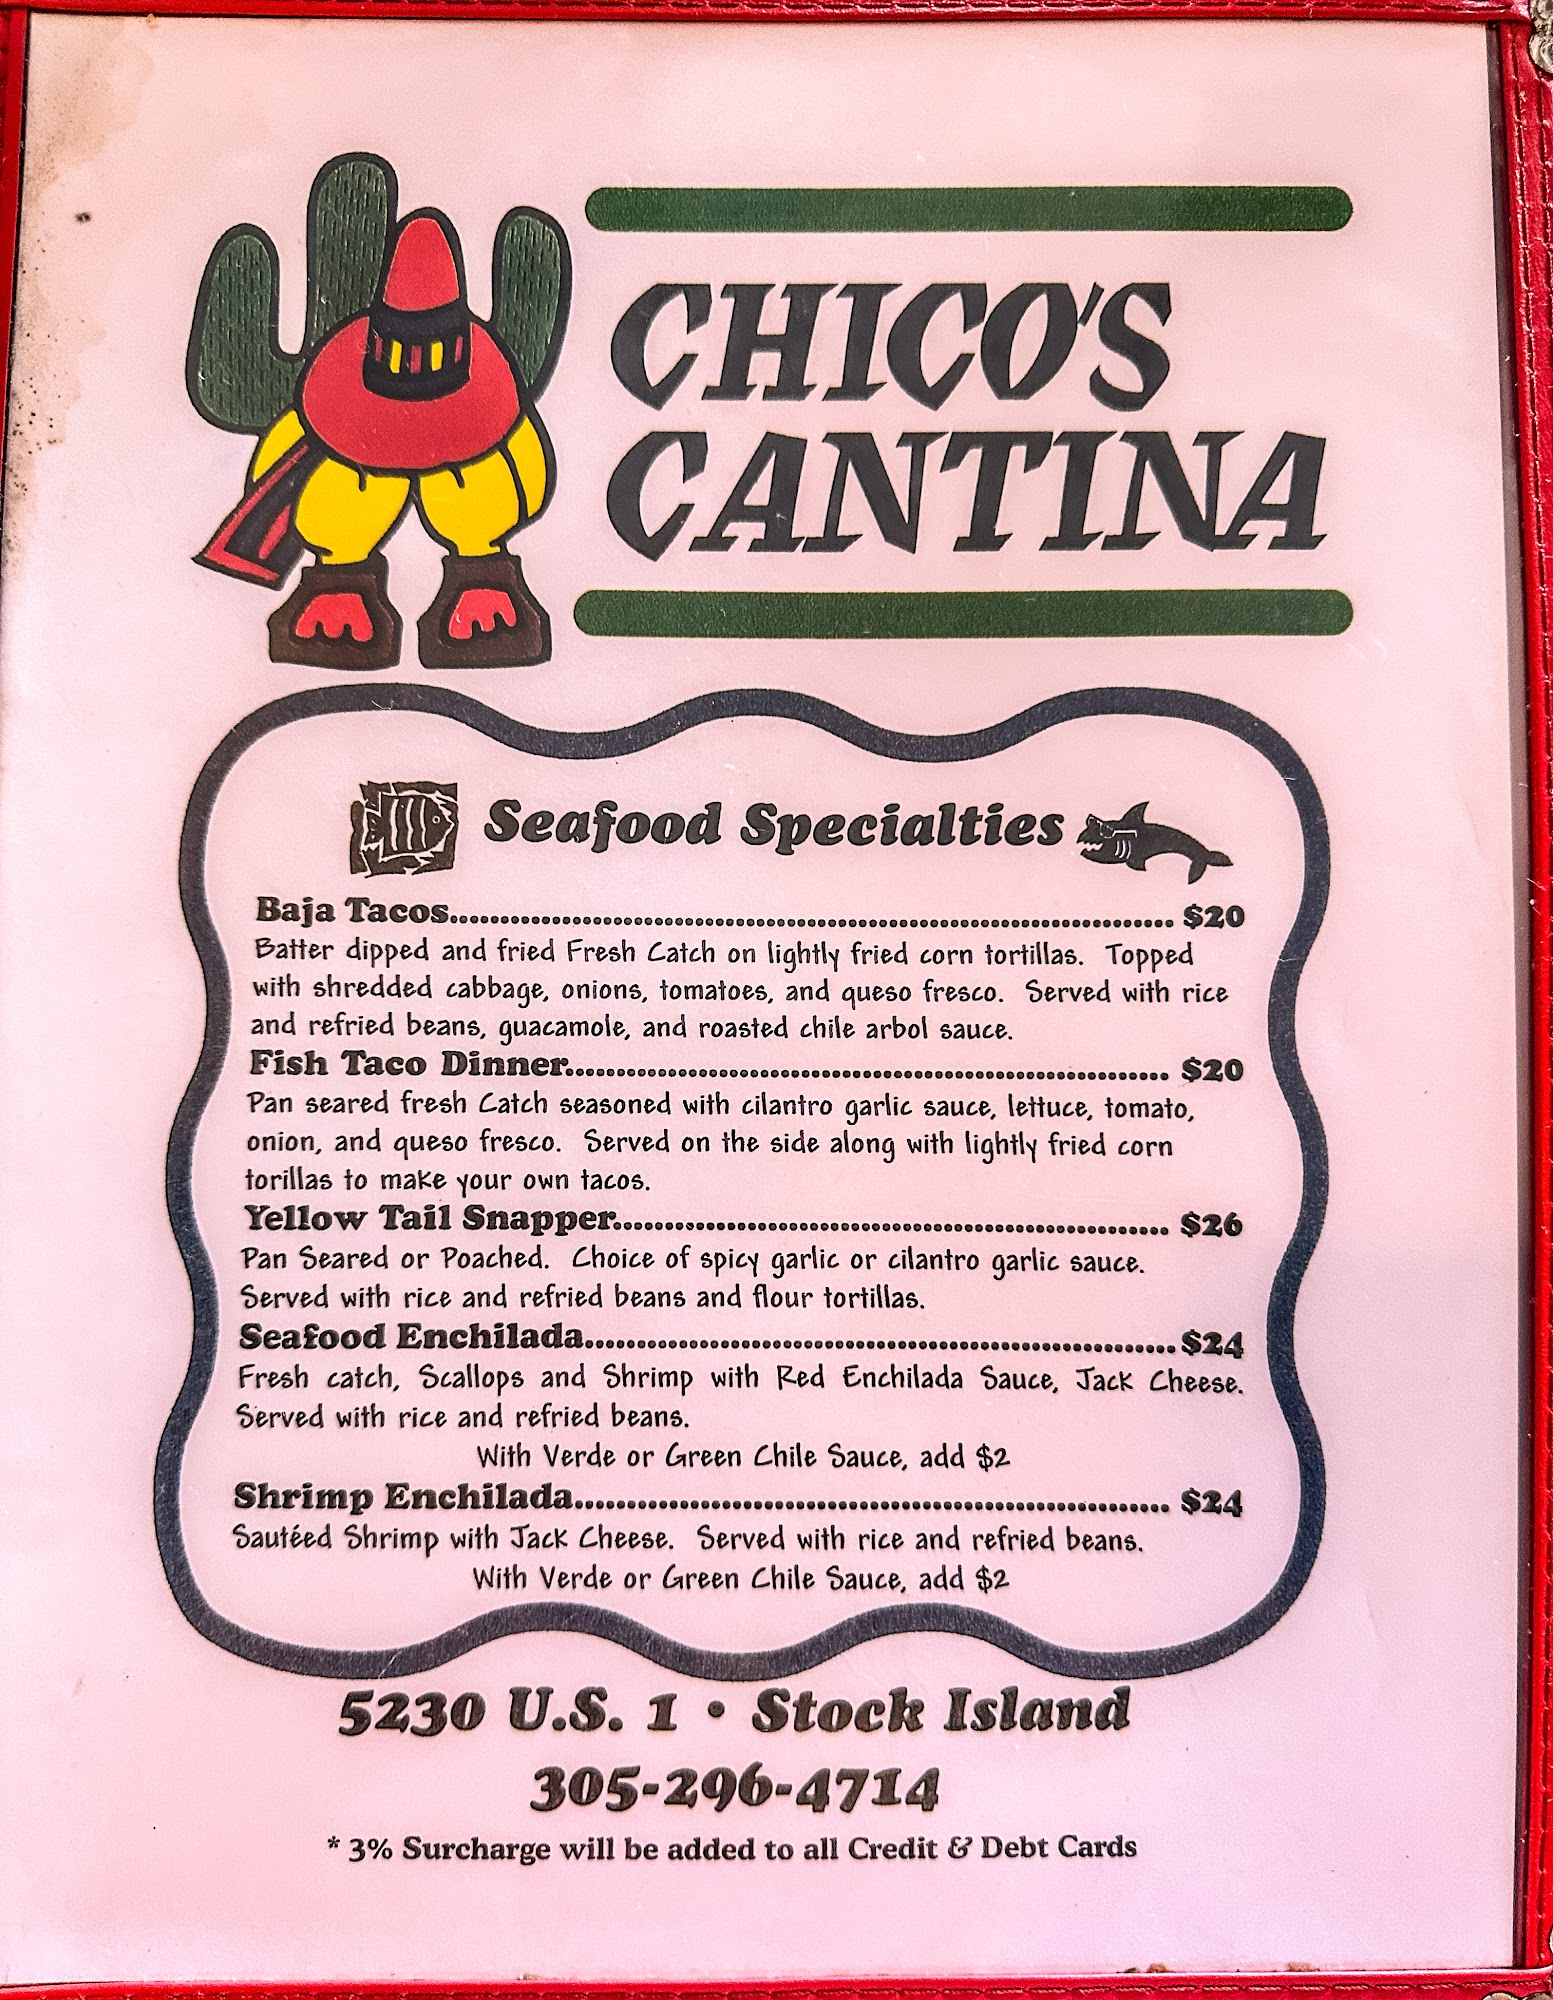 CHICO'S
CANTINA
Seafood Specialties
Baja Tacos........................................ $20
Batter dipped and fried Fresh Catch on lightly fried corn tortillas. Topped
with shredded cabbage, onions, tomatoes, and queso fresco. Served with rice
and refried beans, guacamole, and roasted chile arbol sauce.
Fish Taco Dinner........................................ $20
Pan seared fresh Catch seasoned with cilantro garlic sauce, lettuce, tomato,
onion, and queso fresco. Served on the side along with lightly fried corn
torillas to make your own tacos.
Yellow Tail Snapper........................................ $26
Pan Seared or Poached. Choice of spicy garlic or cilantro garlic sauce.
Served with rice and refried beans and flour tortillas.
Seafood Enchilada........................................$24
Fresh catch, Scallops and Shrimp with Red Enchilada Sauce, Jack Cheese.
Served with rice and refried beans.
With Verde or Green Chile Sauce, add $2
Shrimp Enchilada........................................ $24
Sautéed Shrimp with Jack Cheese. Served with rice and refried beans.
With Verde or Green Chile Sauce, add $2
5230 U.S. 1 • Stock Island
305-296-4714
* 3% Surcharge will be added to all Credit & Debt Cards